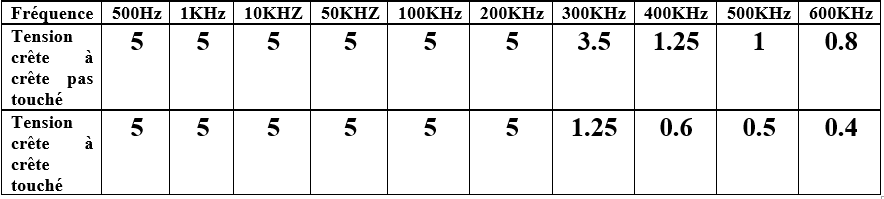 Fréquence 500Hz 1KHz 10KHZ 50KHZ 100KHz 200KHz 300KHz 400KHz 500KHz 600KHz
Tension 5 5 5 5 5 5 3.5 1.25 1 0.8
crête à
crête pas
touché
Tension 5 5 5 5 5 5 1.25 0.6 0.5 0.4
crête à
crête
touché